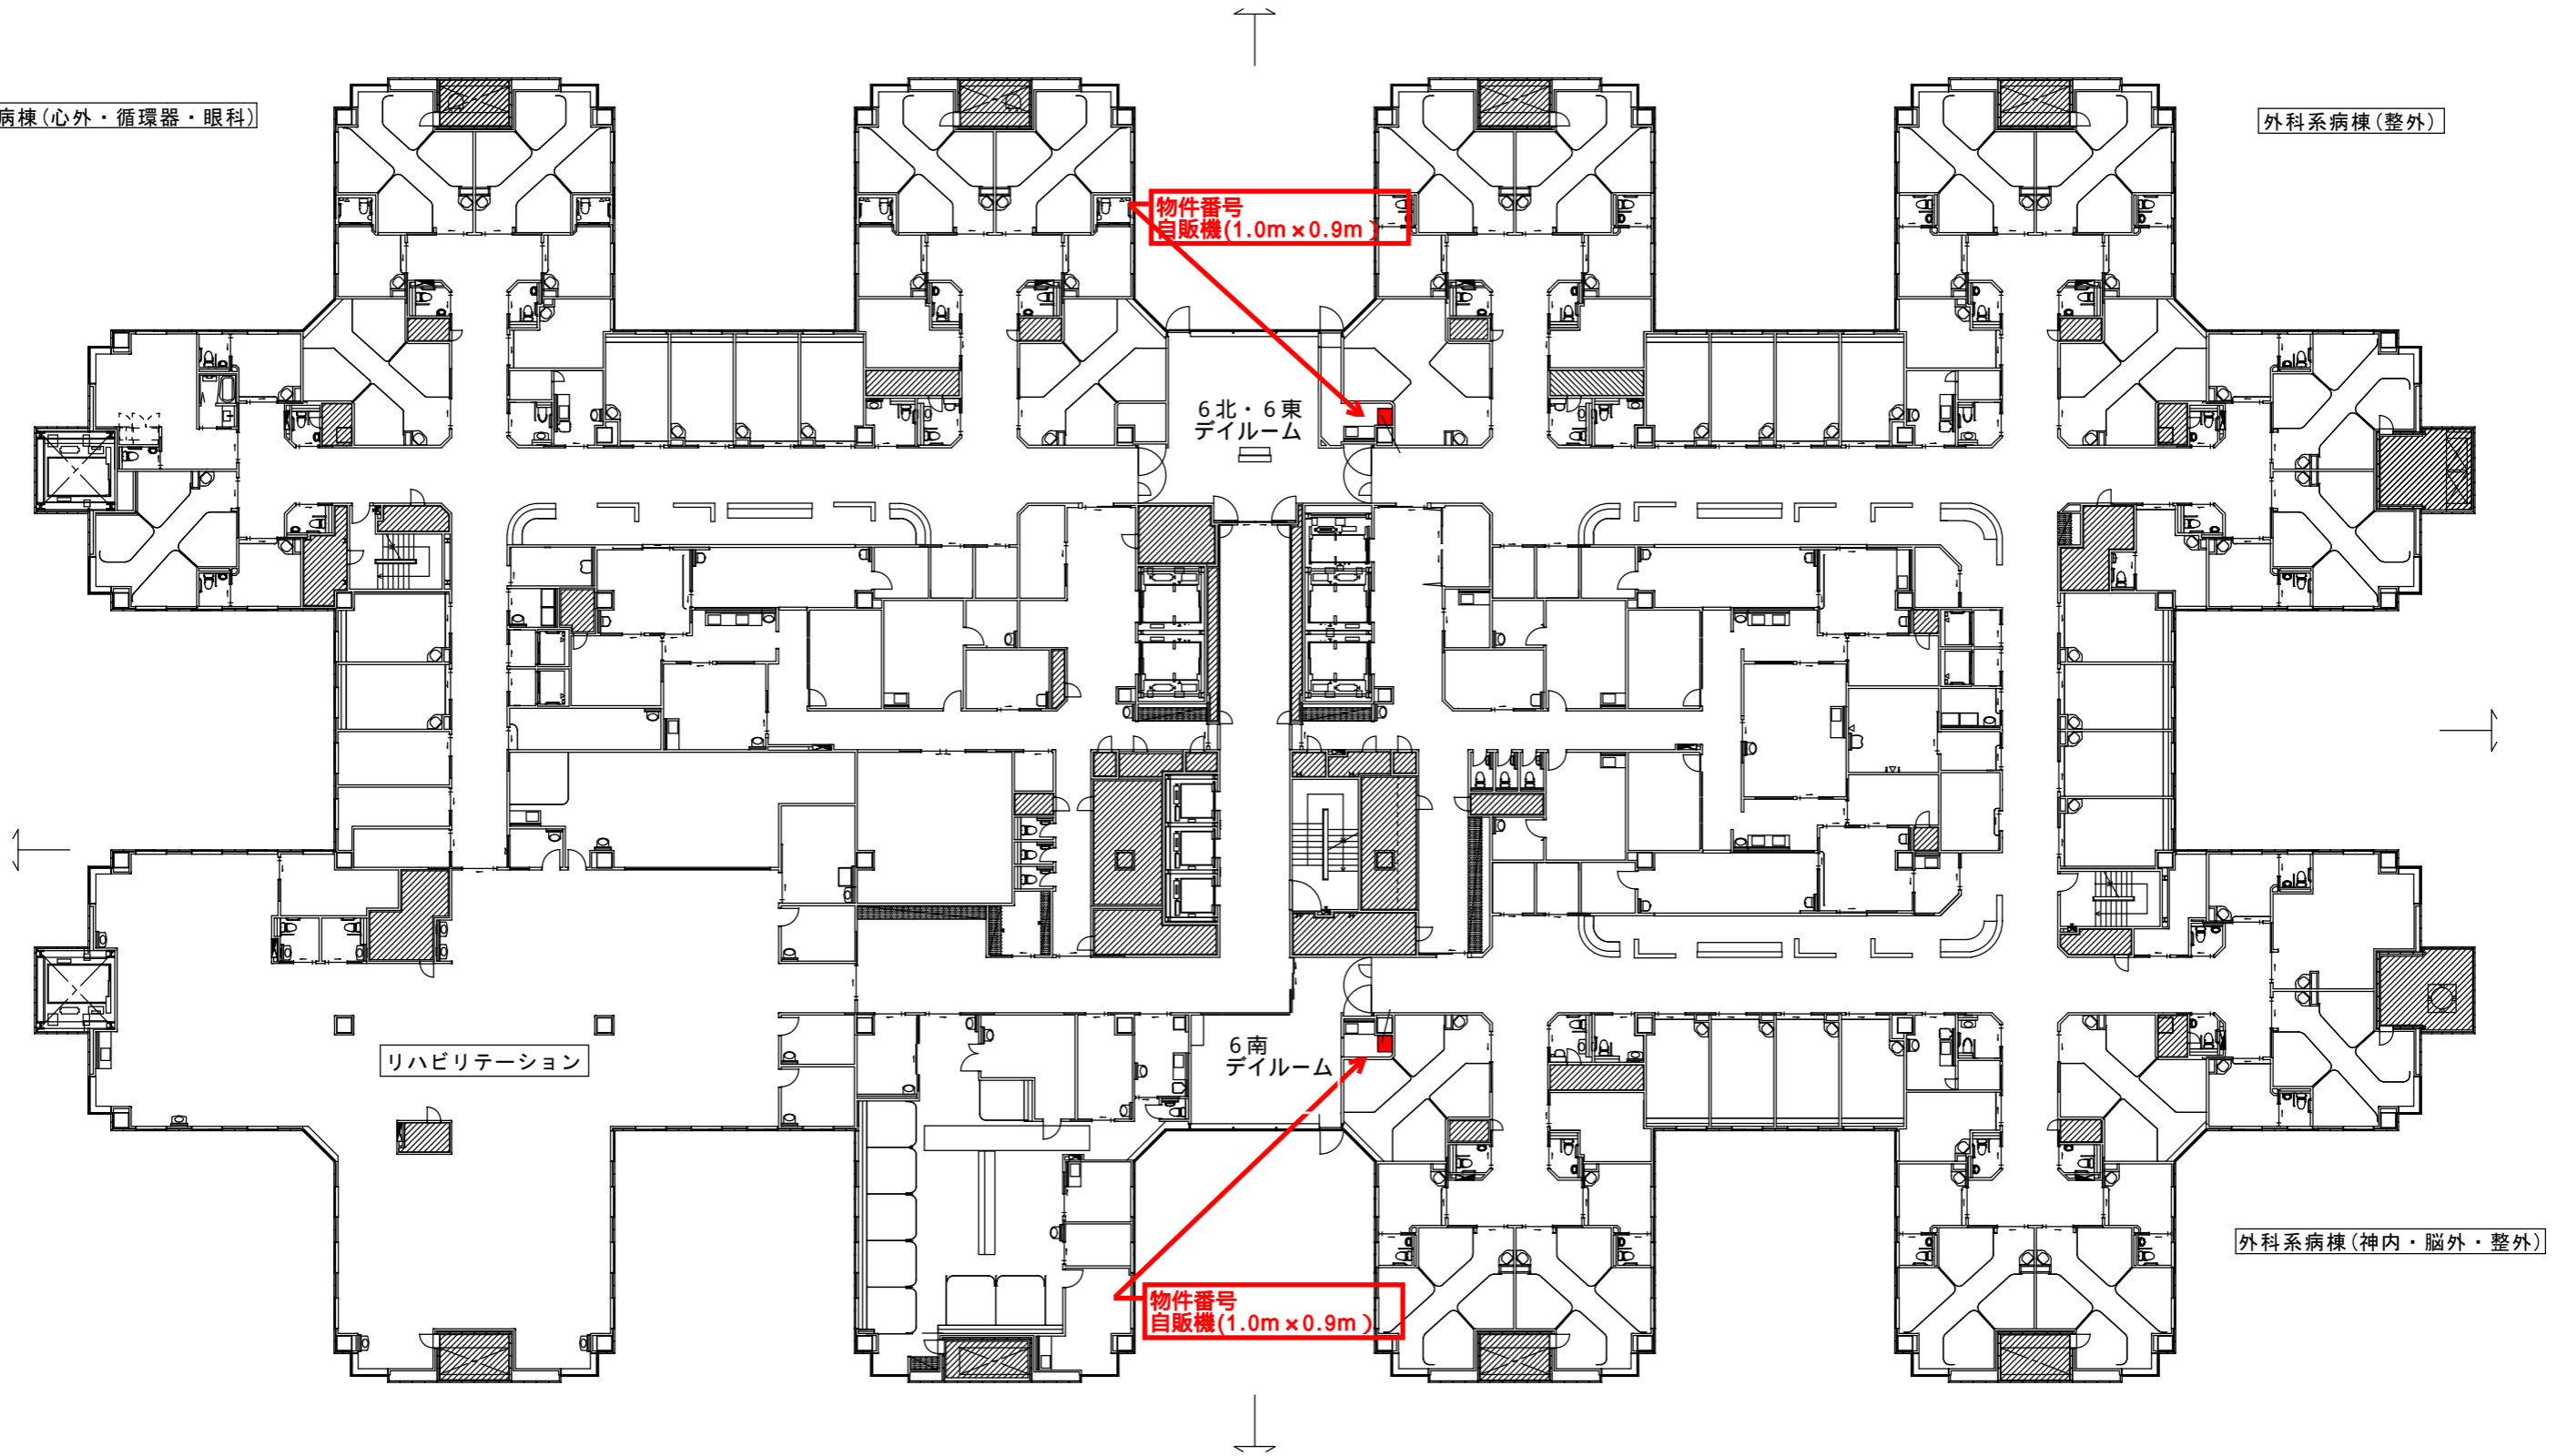 病棟(心外・循環器・眼科)
外科系病棟(整外)
物件番号
自販機(1.0m×0.9m)
6北・6東
デイルーム
リハビリテーション
6南
デイルーム
外科系病棟(神内・脳外・整外)
物件番号
自販機(1.0m×0.9m)